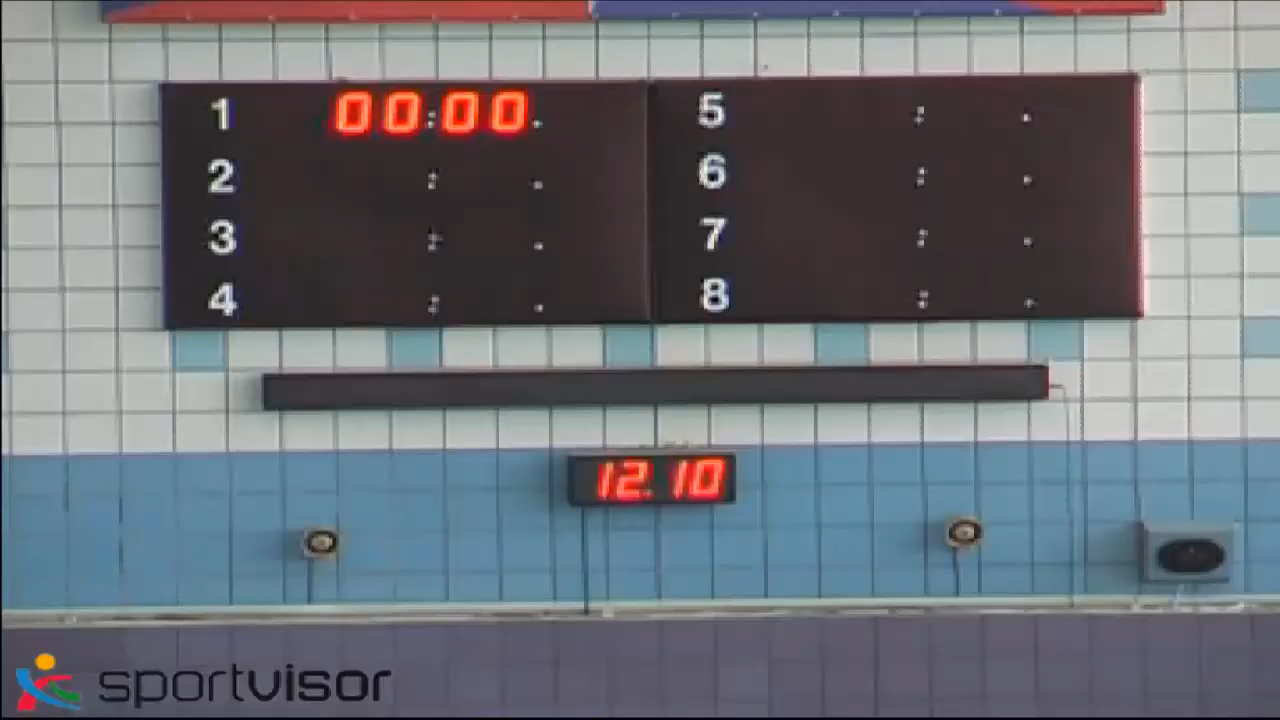 1 00:00.
2 : .
3 : .
4 : .
5 : .
6 : .
7 : .
8 : .
12.10
sportvisor